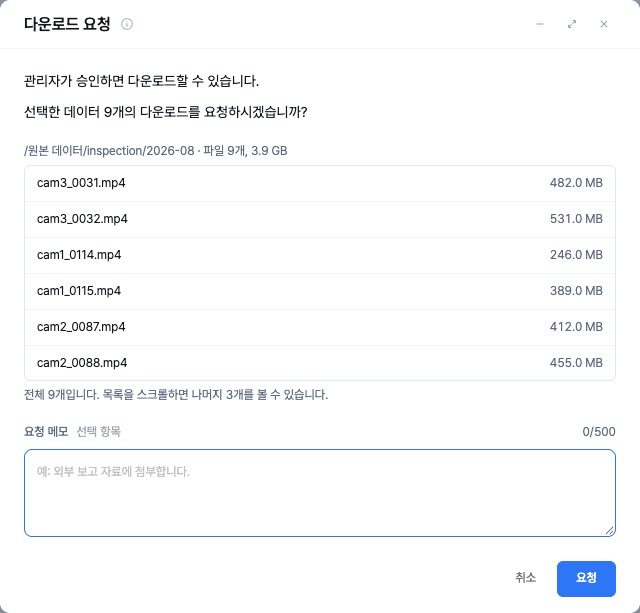 다운로드 요청
관리자가 승인하면 다운로드할 수 있습니다.
선택한 데이터 9개의 다운로드를 요청하시겠습니까?
/원본 데이터/inspection/2026-08 · 파일 9개, 3.9 GB
cam3_0031.mp4 482.0 MB
cam3_0032.mp4 531.0 MB
cam1_0114.mp4 246.0 MB
cam1_0115.mp4 389.0 MB
cam2_0087.mp4 412.0 MB
cam2_0088.mp4 455.0 MB
전체 9개입니다. 목록을 스크롤하면 나머지 3개를 볼 수 있습니다.
요청 메모 선택 항목 0/500
예: 외부 보고 자료에 첨부합니다.
취소 요청